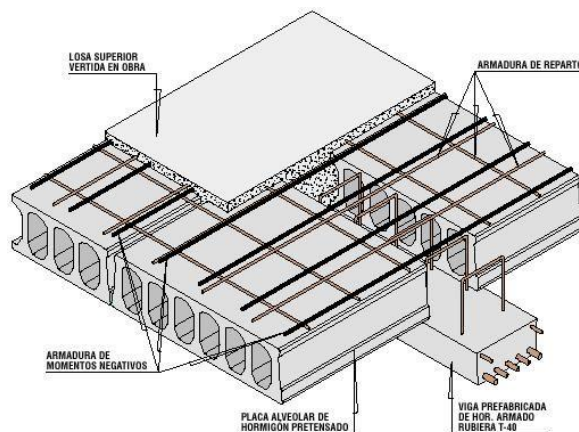 LOSA SUPERIOR
VERTIDA EN OBRA
ARMADURA DE REPARTO
ARMADURA DE
MOMENTOS NEGATIVOS
PLACA ALVEOLAR DE
HORMIGÓN PRETENSADO
VIGA PREFABRICADA
DE HOR. ARMADO
RUBIERA T-40